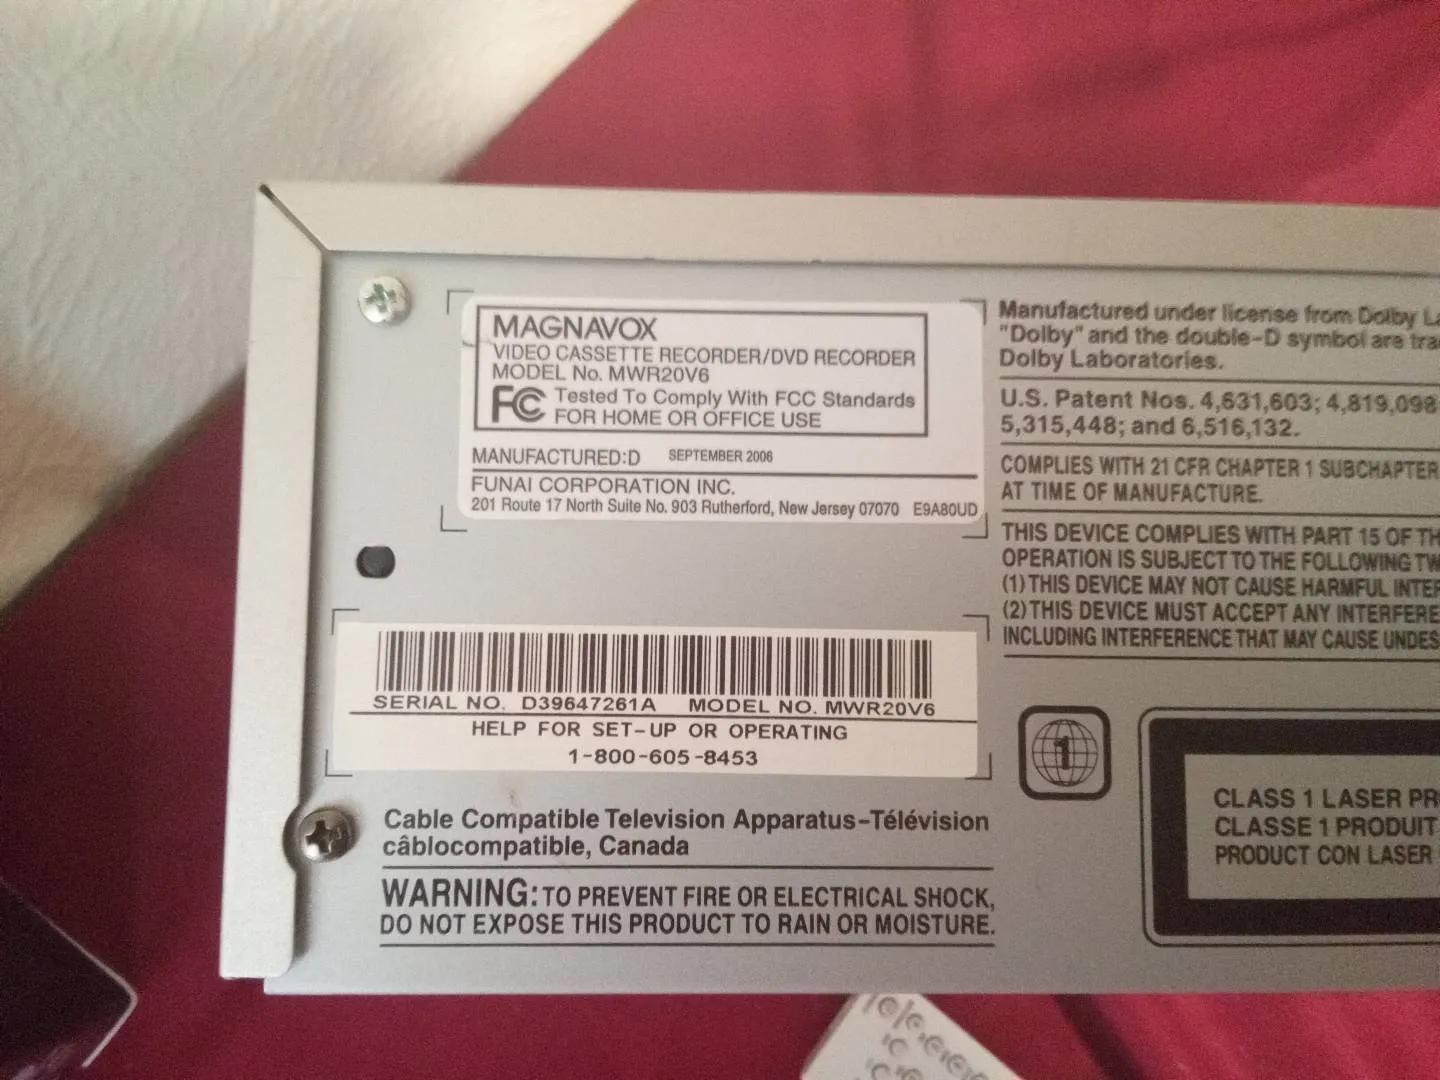 MAGNAVOX
VIDEO CASSETTE RECORDER/DVD RECORDER
MODEL No. MWR20V6
FC Tested To Comply With FCC Standards
FOR HOME OR OFFICE USE
MANUFACTURED:D SEPTEMBER 2006
FUNAI CORPORATION INC.
201 Route 17 North Suite No. 903 Rutherford, New Jersey 07070 E9A80UD
SERIAL NO. D39647261A MODEL NO. MWR20V6
HELP FOR SET-UP OR OPERATING
1-800-605-8453
Cable Compatible Television Apparatus-Télévision
câblocompatible, Canada
WARNING: TO PREVENT FIRE OR ELECTRICAL SHOCK,
DO NOT EXPOSE THIS PRODUCT TO RAIN OR MOISTURE.
Manufactured under license from Dolby
"Dolby" and the double-D symbol are
Dolby Laboratories.
U.S. Patent Nos. 4,631,603; 4,819,098
5,315,448; and 6,516,132.
COMPLIES WITH 21 CFR CHAPTER 1 SUBCHAPTER
AT TIME OF MANUFACTURE.
THIS DEVICE COMPLIES WITH PART 15 OF
OPERATION IS SUBJECT TO THE FOLLOWING
(1) THIS DEVICE MAY NOT CAUSE HARMFUL
(2) THIS DEVICE MUST ACCEPT ANY
INCLUDING INTERFERENCE THAT MAY CAUSE
1
CLASS 1 LASER
CLASSE 1 PRODUIT
PRODUCT CON LASER